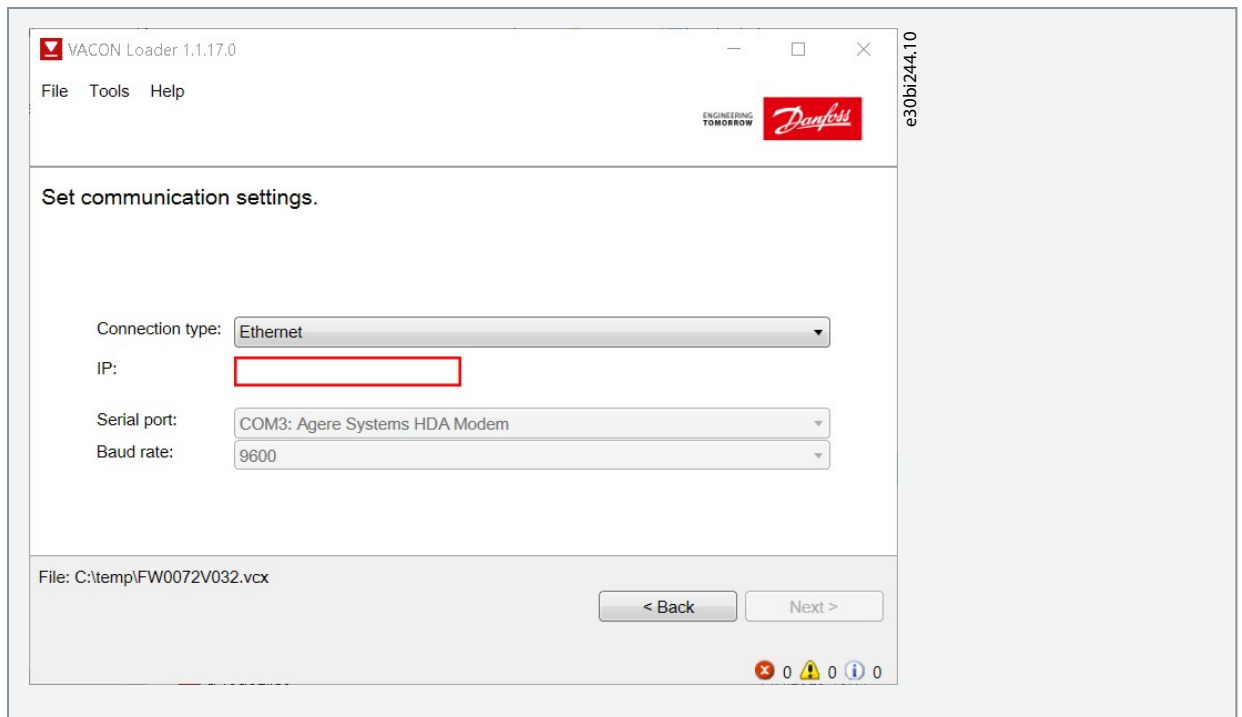 VACON Loader 1.1.17.0
File Tools Help
ENGINEERING
TOMORROW
Danfoss
e30bi244.10
Set communication settings.
Connection type: Ethernet
IP:
Serial port: COM3: Agere Systems HDA Modem
Baud rate: 9600
File: C:\temp\FW0072V032.vcx
< Back Next >
0 0 0